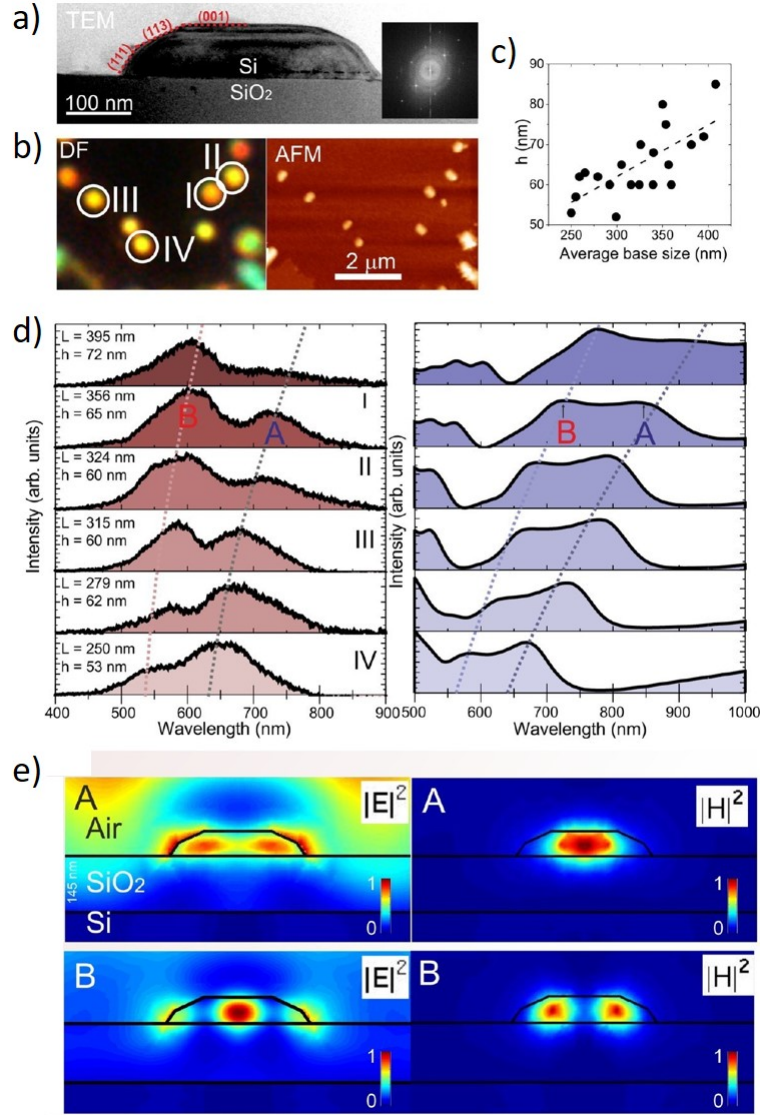 a)
TEM
(111)
(113)
(001)
Si
SiO2
100 nm
b)
DF
II
I
III
IV
AFM
2 μm
c)
h (nm)
90
80
70
60
50
250 300 350 400
Average base size (nm)
d)
Intensity (arb. units)
L = 395 nm
h = 72 nm
L = 356 nm
h = 65 nm
I
B
A
L = 324 nm
h = 60 nm
II
L = 315 nm
h = 60 nm
III
L = 279 nm
h = 62 nm
L = 250 nm
h = 53 nm
IV
400 500 600 700 800 900
Wavelength (nm)
Intensity (arb. units)
B
A
500 600 700 800 900 1000
Wavelength (nm)
e)
A
|E|²
Air
SiO2
145 nm
Si
1
0
A
|H|²
1
0
B
|E|²
1
0
B
|H|²
1
0